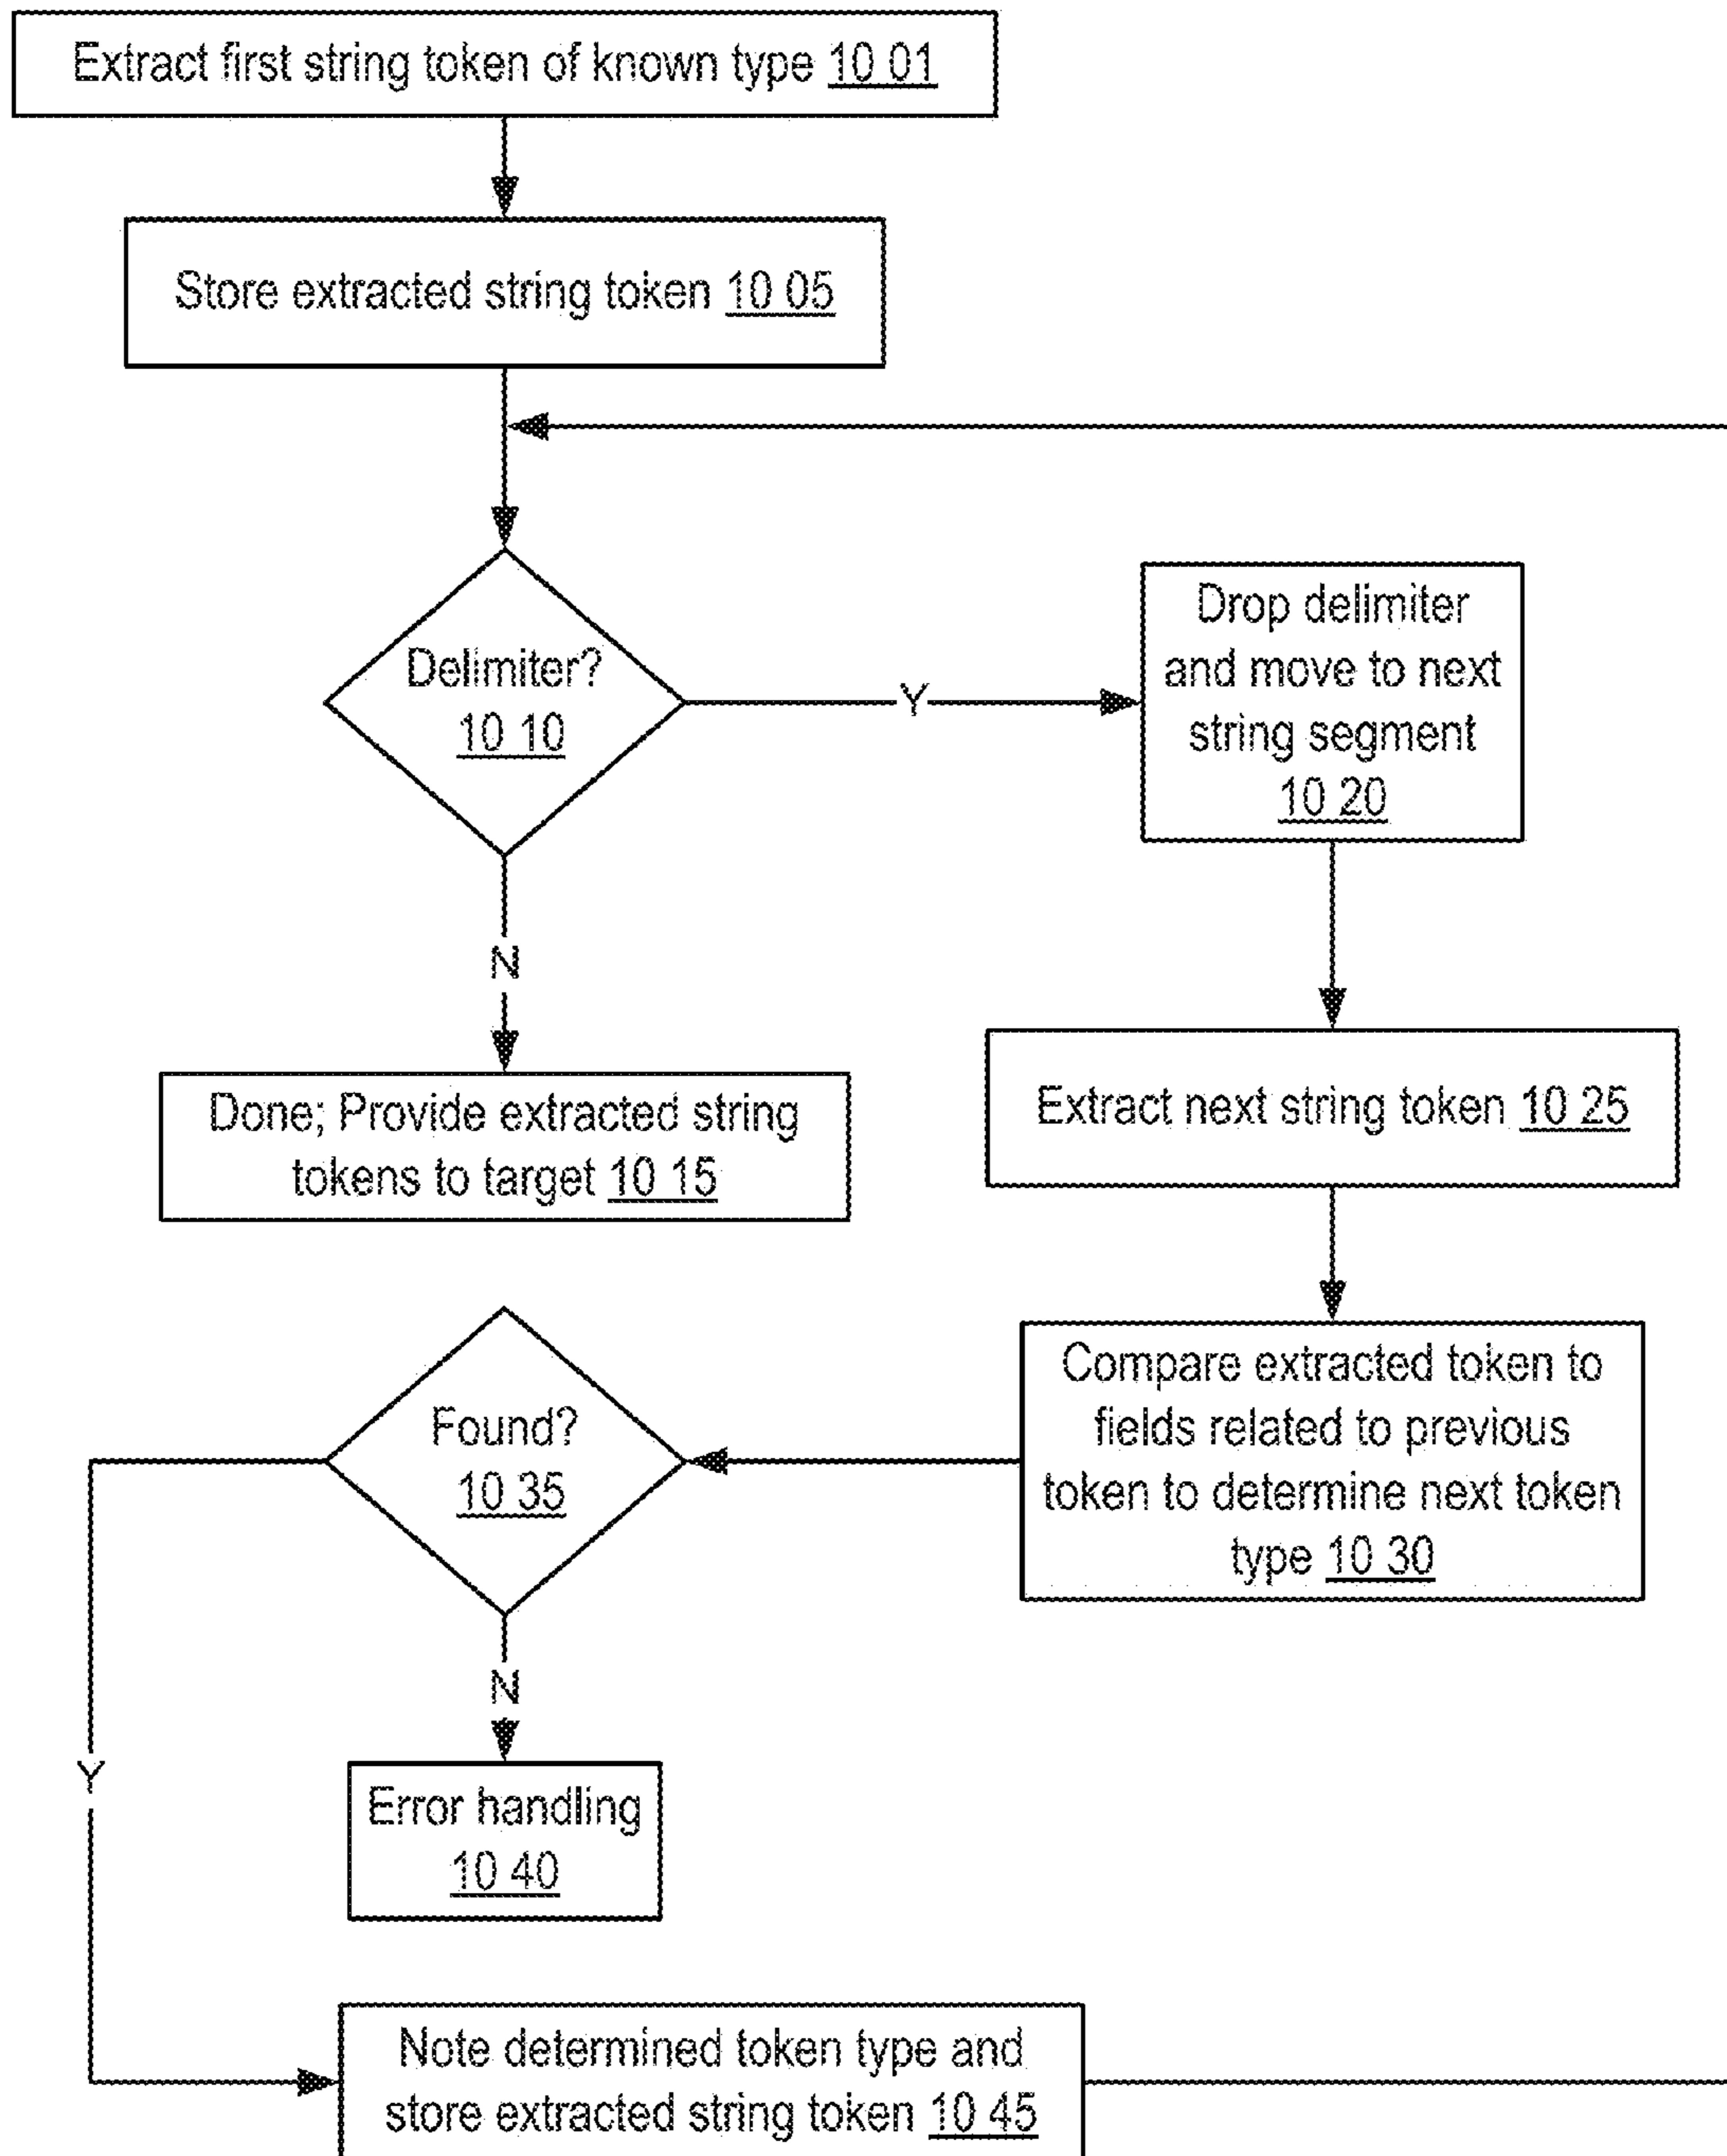 Extract first string token of known type 10 01
Store extracted string token 10 05
Delimiter?
10 10
Y
Drop delimiter
and move to next
string segment
10 20
N
Done; Provide extracted string
tokens to target 10 15
Extract next string token 10 25
Compare extracted token to
fields related to previous
token to determine next token
type 10 30
Found?
10 35
N
Y
Error handling
10 40
Note determined token type and
store extracted string token 10 45